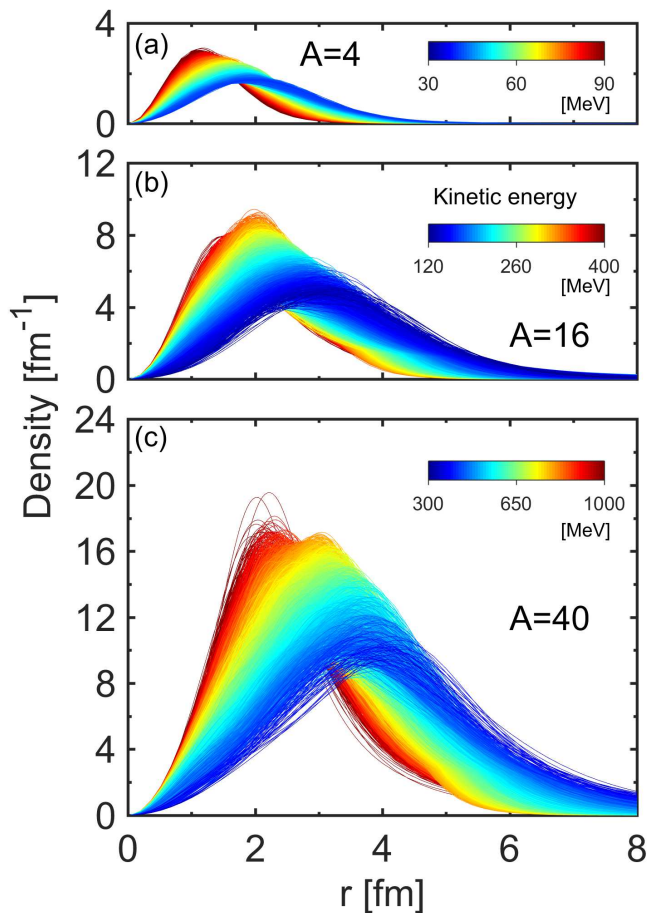 4
(a)
A=4
2
30 60 90
[MeV]
0
12
(b)
Kinetic energy
8
120 260 400
[MeV]
4
A=16
0
Density [fm⁻¹]
24
(c)
20
300 650 1000
[MeV]
16
12
A=40
8
4
0
0 2 4 6 8
r [fm]